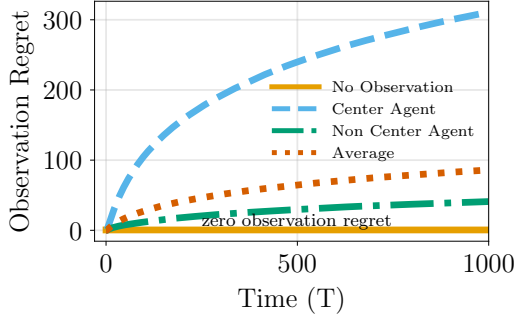 Observation Regret
300
200
100
0
No Observation
Center Agent
Non Center Agent
Average
zero observation regret
0
500
1000
Time (T)